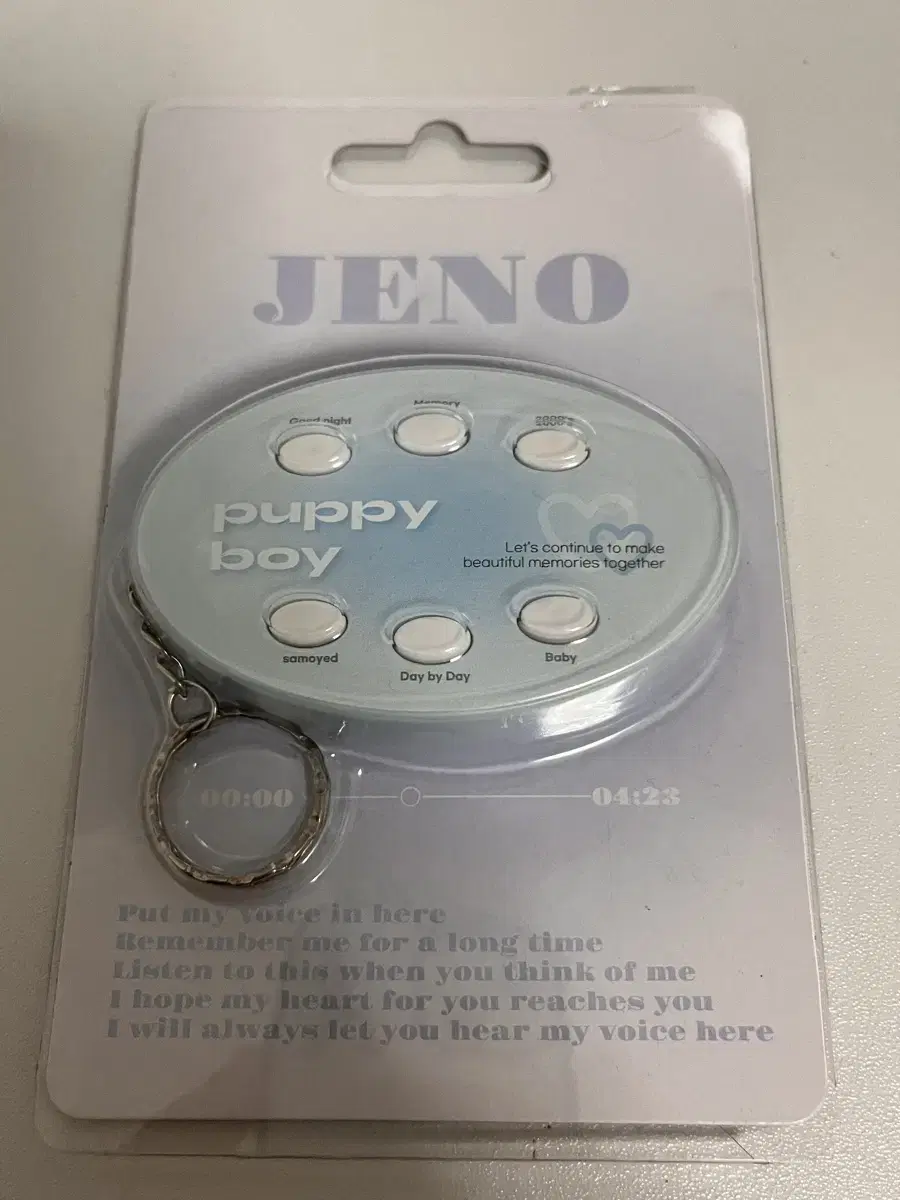 JENO
Good night
Memory
puppy
boy
Let's continue to make
beautiful memories together
samoyed
Day by Day
Baby
00:00
04:23
Put my voice in here
Remember me for a long time
Listen to this when you think of me
I hope my heart for you reaches you
I will always let you hear my voice here